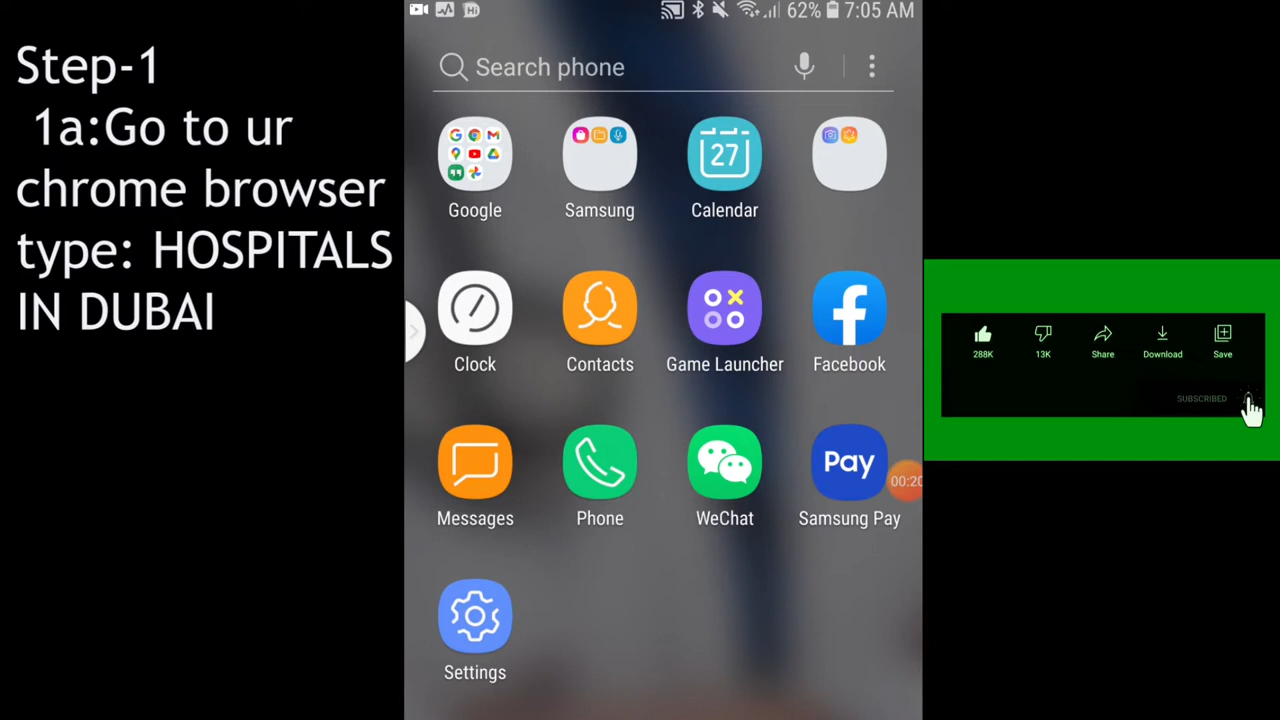 Step-1
1a:Go to ur
chrome browser
type: HOSPITALS
IN DUBAI
Hi
62% 7:05 AM
Search phone
27
Google Samsung Calendar
Clock Contacts Game Launcher Facebook
Pay
00:20
Messages Phone WeChat Samsung Pay
Settings
288K 13K Share Download Save
SUBSCRIBED